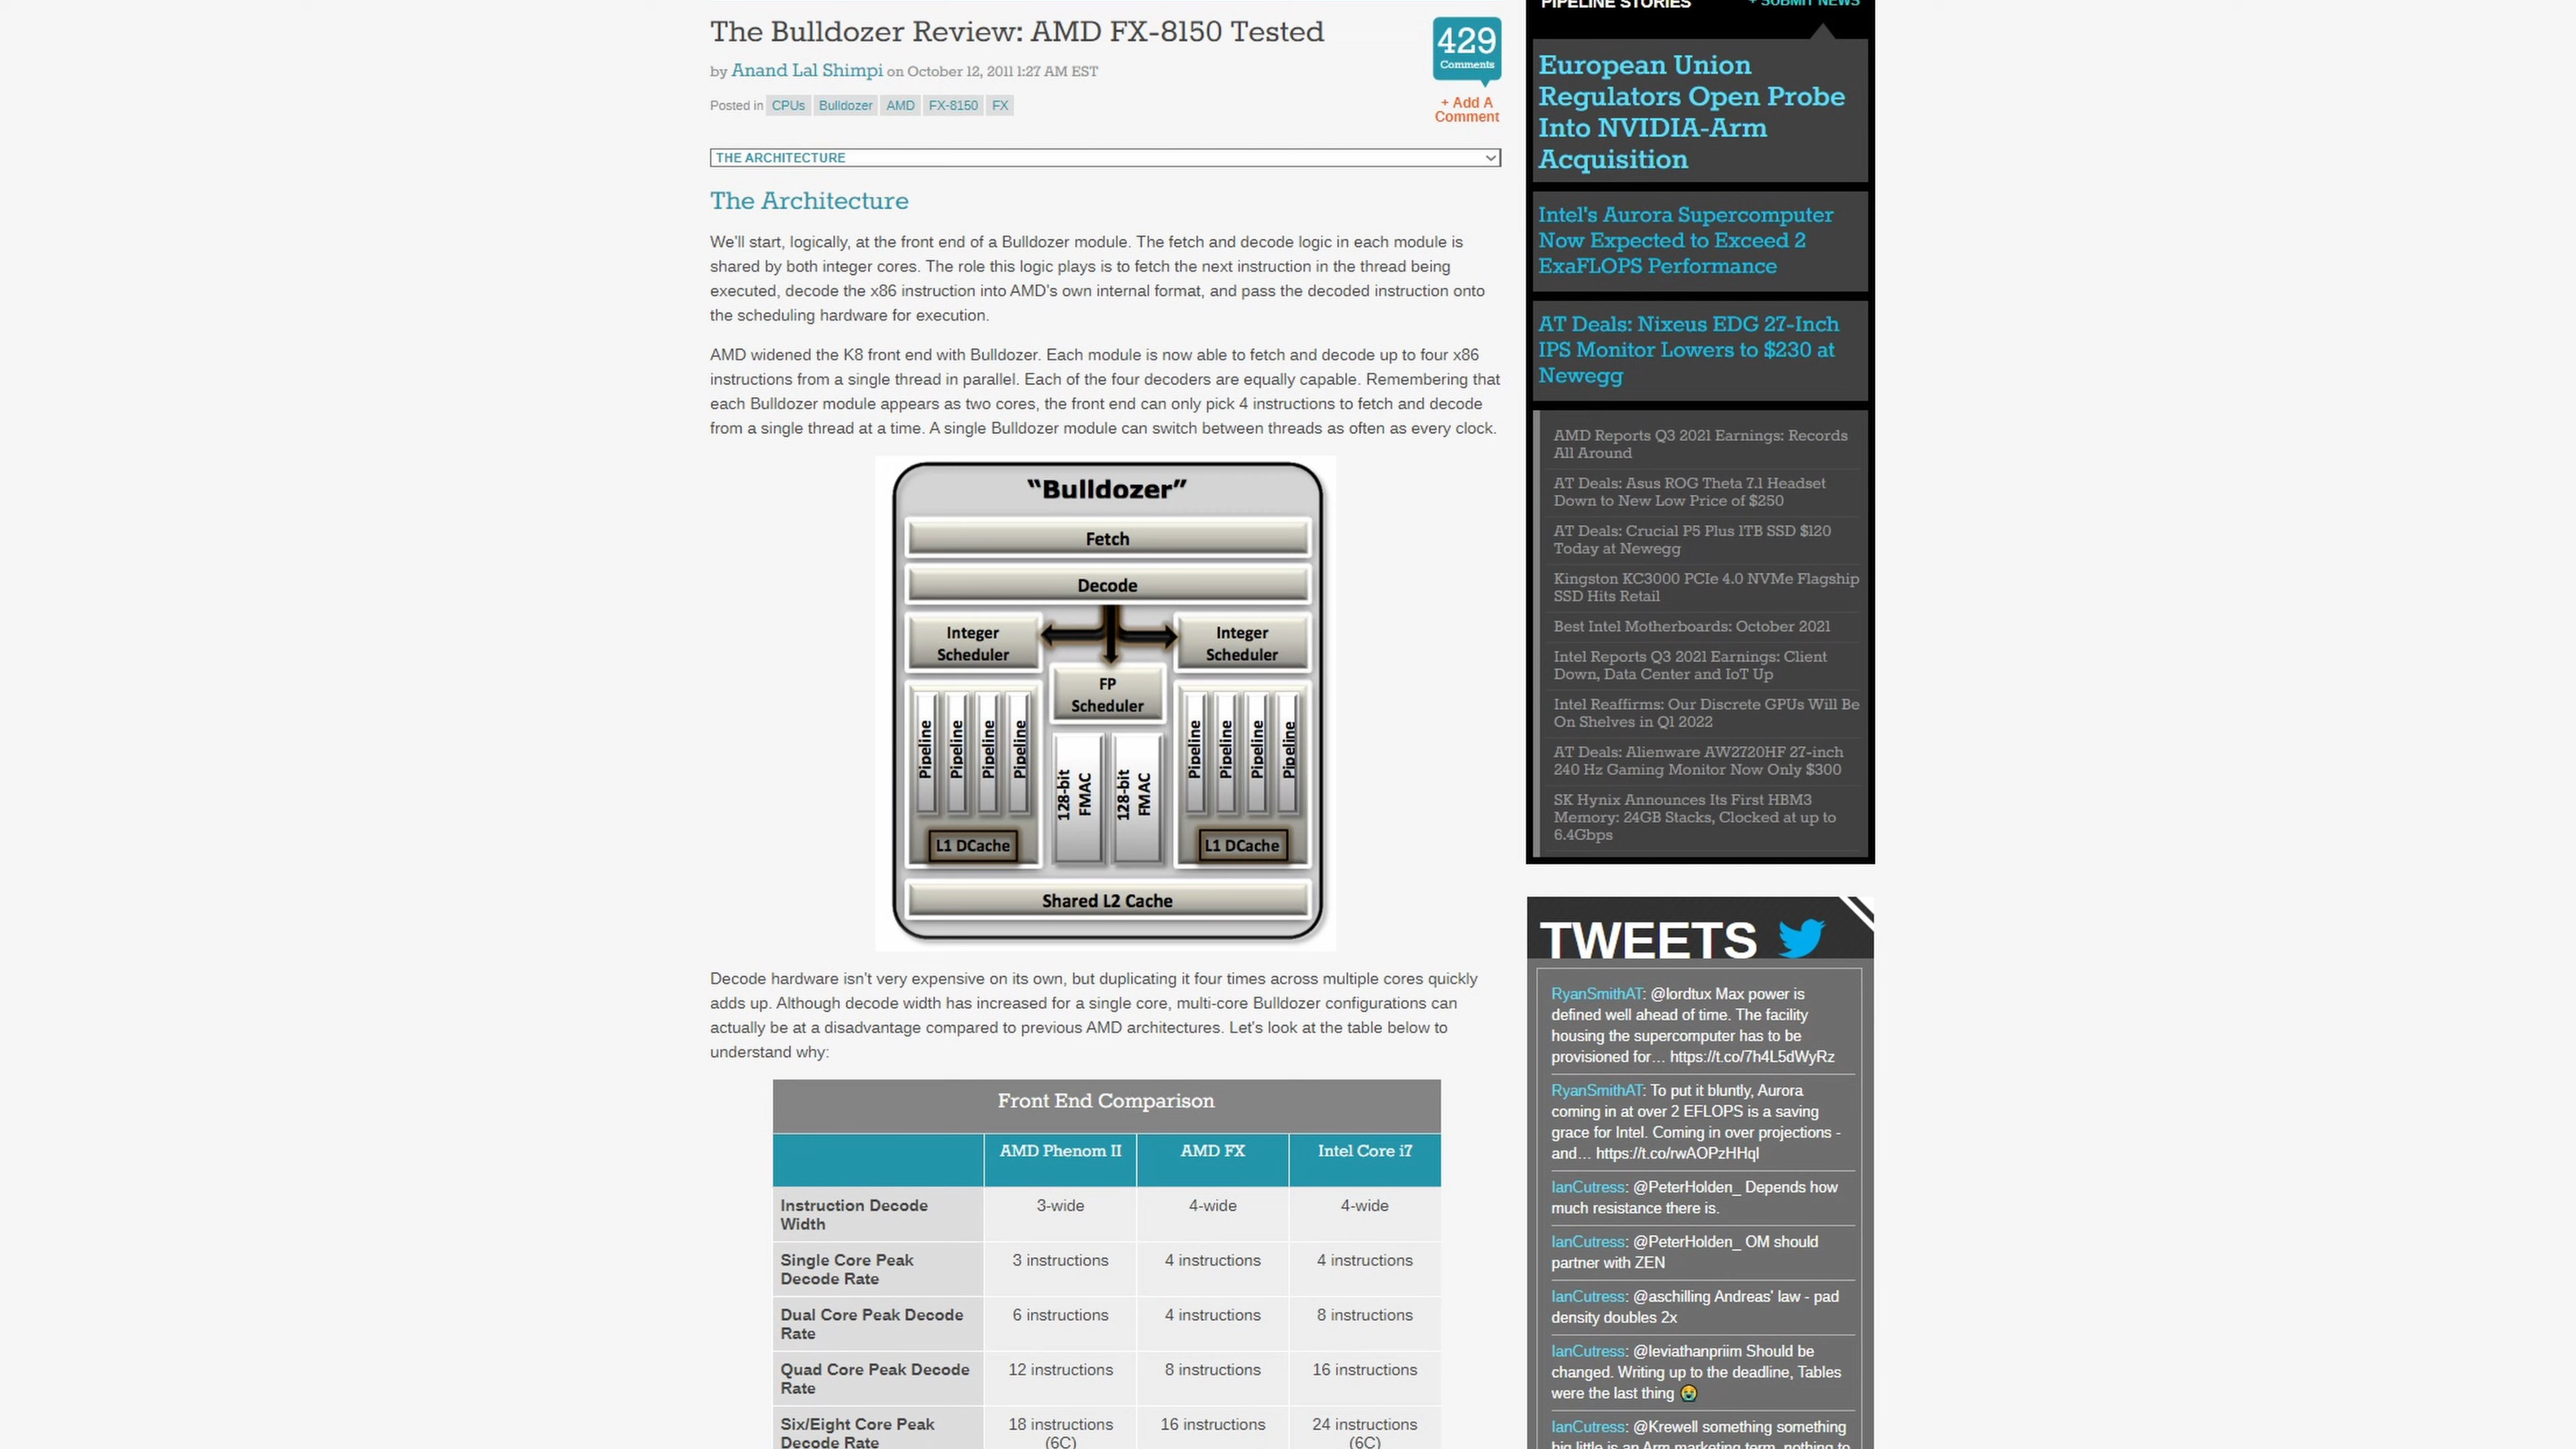 The Bulldozer Review: AMD FX-8150 Tested
by Anand Lal Shimpi on October 12, 2011 1:27 AM EST
Posted in CPUs Bulldozer AMD FX-8150 FX
429
Comments
+ Add A
Comment
THE ARCHITECTURE
The Architecture
We'll start, logically, at the front end of a Bulldozer module. The fetch and decode logic in each module is
shared by both integer cores. The role this logic plays is to fetch the next instruction in the thread being
executed, decode the x86 instruction into AMD's own internal format, and pass the decoded instruction onto
the scheduling hardware for execution.
AMD widened the K8 front end with Bulldozer. Each module is now able to fetch and decode up to four x86
instructions from a single thread in parallel. Each of the four decoders are equally capable. Remembering that
each Bulldozer module appears as two cores, the front end can only pick 4 instructions to fetch and decode
from a single thread at a time. A single Bulldozer module can switch between threads as often as every clock.
“Bulldozer”
Fetch
Decode
Integer
Scheduler
Integer
Scheduler
FP
Scheduler
Pipeline
Pipeline
Pipeline
Pipeline
128-bit
FMAC
128-bit
FMAC
Pipeline
Pipeline
Pipeline
Pipeline
L1 DCache
L1 DCache
Shared L2 Cache
Decode hardware isn't very expensive on its own, but duplicating it four times across multiple cores quickly
adds up. Although decode width has increased for a single core, multi-core Bulldozer configurations can
actually be at a disadvantage compared to previous AMD architectures. Let's look at the table below to
understand why:
Front End Comparison
AMD Phenom II AMD FX Intel Core i7
Instruction Decode
Width
3-wide 4-wide 4-wide
Single Core Peak
Decode Rate
3 instructions 4 instructions 4 instructions
Dual Core Peak Decode
Rate
6 instructions 4 instructions 8 instructions
Quad Core Peak Decode
Rate
12 instructions 8 instructions 16 instructions
Six/Eight Core Peak
Decode Rate
18 instructions
(6C)
16 instructions
24 instructions
(6C)
PIPELINE STORIES + SUBMIT NEWS
European Union
Regulators Open Probe
Into NVIDIA-Arm
Acquisition
Intel's Aurora Supercomputer
Now Expected to Exceed 2
ExaFLOPS Performance
AT Deals: Nixeus EDG 27-Inch
IPS Monitor Lowers to $230 at
Newegg
AMD Reports Q3 2021 Earnings: Records
All Around
AT Deals: Asus ROG Theta 7.1 Headset
Down to New Low Price of $250
AT Deals: Crucial P5 Plus 1TB SSD $120
Today at Newegg
Kingston KC3000 PCIe 4.0 NVMe Flagship
SSD Hits Retail
Best Intel Motherboards: October 2021
Intel Reports Q3 2021 Earnings: Client
Down, Data Center and IoT Up
Intel Reaffirms: Our Discrete GPUs Will Be
On Shelves in Q1 2022
AT Deals: Alienware AW2720HF 27-inch
240 Hz Gaming Monitor Now Only $300
SK Hynix Announces Its First HBM3
Memory: 24GB Stacks, Clocked at up to
6.4Gbps
TWEETS
RyanSmithAT: @lordtux Max power is
defined well ahead of time. The facility
housing the supercomputer has to be
provisioned for… https://t.co/7h4L5dWyRz
RyanSmithAT: To put it bluntly, Aurora
coming in at over 2 EFLOPS is a saving
grace for Intel. Coming in over projections -
and… https://t.co/rwAOPzHHql
IanCutress: @PeterHolden_ Depends how
much resistance there is.
IanCutress: @PeterHolden_ OM should
partner with ZEN
IanCutress: @aschilling Andreas' law - pad
density doubles 2x
IanCutress: @leviathanpriim Should be
changed. Writing up to the deadline, Tables
were the last thing 😭
IanCutress: @Krewell something something
big little is an Arm marketing term, nothing to